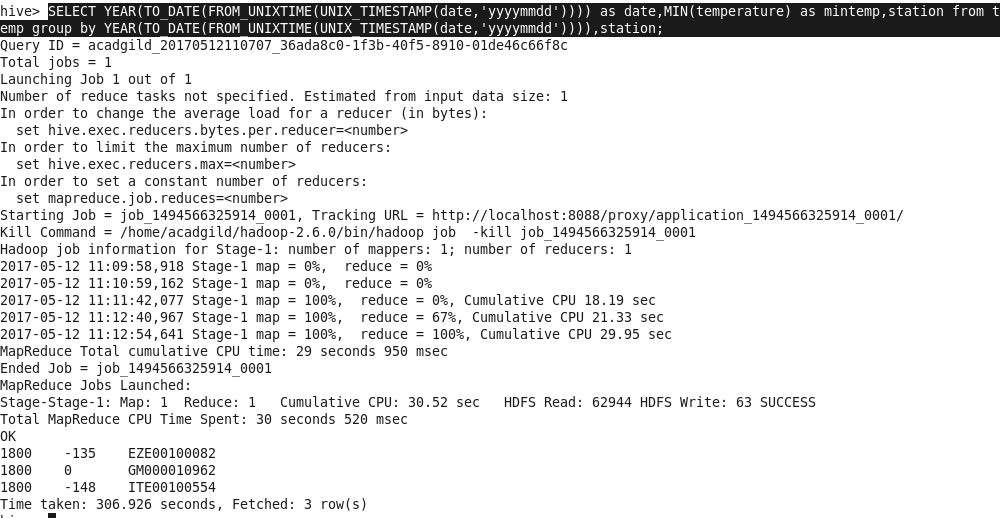 hive> SELECT YEAR(TO_DATE(FROM_UNIXTIME(UNIX_TIMESTAMP(date,'yyyymmdd')))) as date,MIN(temperature) as mintemp,station from t
emp group by YEAR(TO_DATE(FROM_UNIXTIME(UNIX_TIMESTAMP(date,'yyyymmdd')))),station;
Query ID = acadgild_20170512110707_36ada8c0-1f3b-40f5-8910-01de46c66f8c
Total jobs = 1
Launching Job 1 out of 1
Number of reduce tasks not specified. Estimated from input data size: 1
In order to change the average load for a reducer (in bytes):
  set hive.exec.reducers.bytes.per.reducer=<number>
In order to limit the maximum number of reducers:
  set hive.exec.reducers.max=<number>
In order to set a constant number of reducers:
  set mapreduce.job.reduces=<number>
Starting Job = job_1494566325914_0001, Tracking URL = http://localhost:8088/proxy/application_1494566325914_0001/
Kill Command = /home/acadgild/hadoop-2.6.0/bin/hadoop job  -kill job_1494566325914_0001
Hadoop job information for Stage-1: number of mappers: 1; number of reducers: 1
2017-05-12 11:09:58,918 Stage-1 map = 0%,  reduce = 0%
2017-05-12 11:10:59,162 Stage-1 map = 0%,  reduce = 0%
2017-05-12 11:11:42,077 Stage-1 map = 100%,  reduce = 0%, Cumulative CPU 18.19 sec
2017-05-12 11:12:40,967 Stage-1 map = 100%,  reduce = 67%, Cumulative CPU 21.33 sec
2017-05-12 11:12:54,641 Stage-1 map = 100%,  reduce = 100%, Cumulative CPU 29.95 sec
MapReduce Total cumulative CPU time: 29 seconds 950 msec
Ended Job = job_1494566325914_0001
MapReduce Jobs Launched:
Stage-Stage-1: Map: 1  Reduce: 1   Cumulative CPU: 30.52 sec   HDFS Read: 62944 HDFS Write: 63 SUCCESS
Total MapReduce CPU Time Spent: 30 seconds 520 msec
OK
1800    -135    EZE00100082
1800    0       GM000010962
1800    -148    ITE00100554
Time taken: 306.926 seconds, Fetched: 3 row(s)